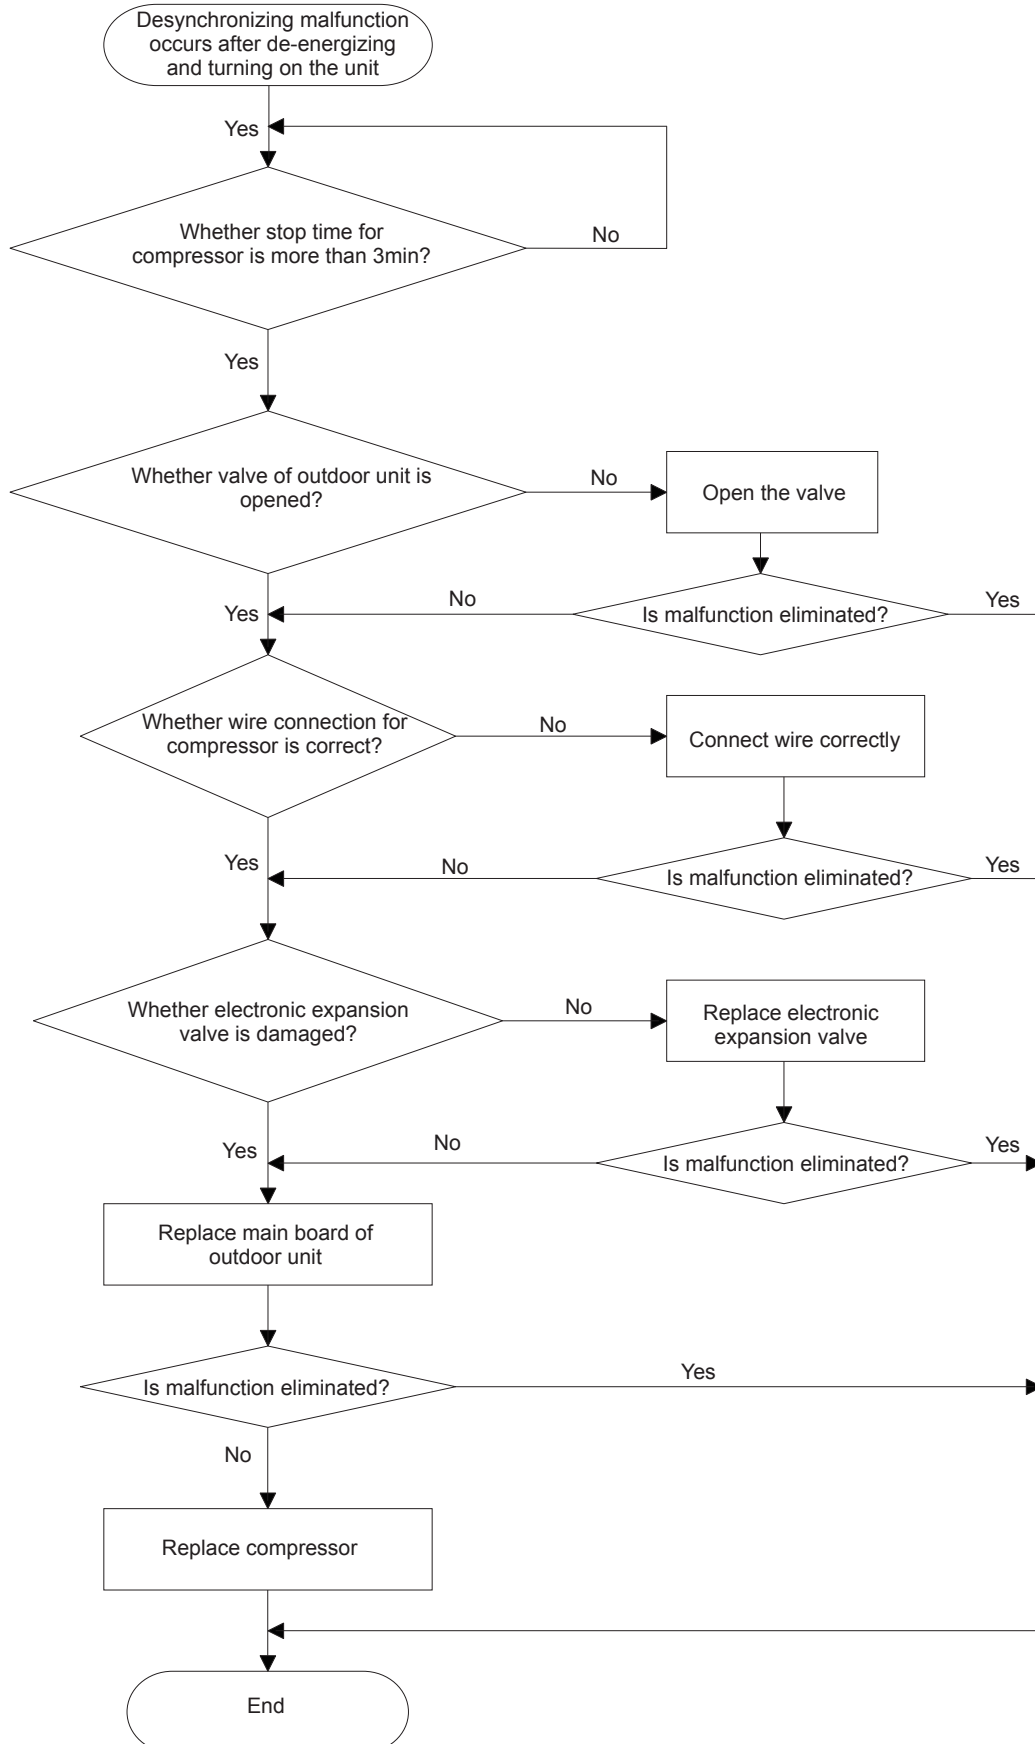 Desynchronizing malfunction
occurs after de-energizing
and turning on the unit
Yes
Whether stop time for
compressor is more than 3min?
No
Yes
Whether valve of outdoor unit is
opened?
No
Open the valve
Is malfunction eliminated?
No
Yes
Yes
Whether wire connection for
compressor is correct?
No
Connect wire correctly
Is malfunction eliminated?
No
Yes
Yes
Whether electronic expansion
valve is damaged?
No
Replace electronic
expansion valve
Is malfunction eliminated?
No
Yes
Yes
Replace main board of
outdoor unit
Is malfunction eliminated?
Yes
No
Replace compressor
End